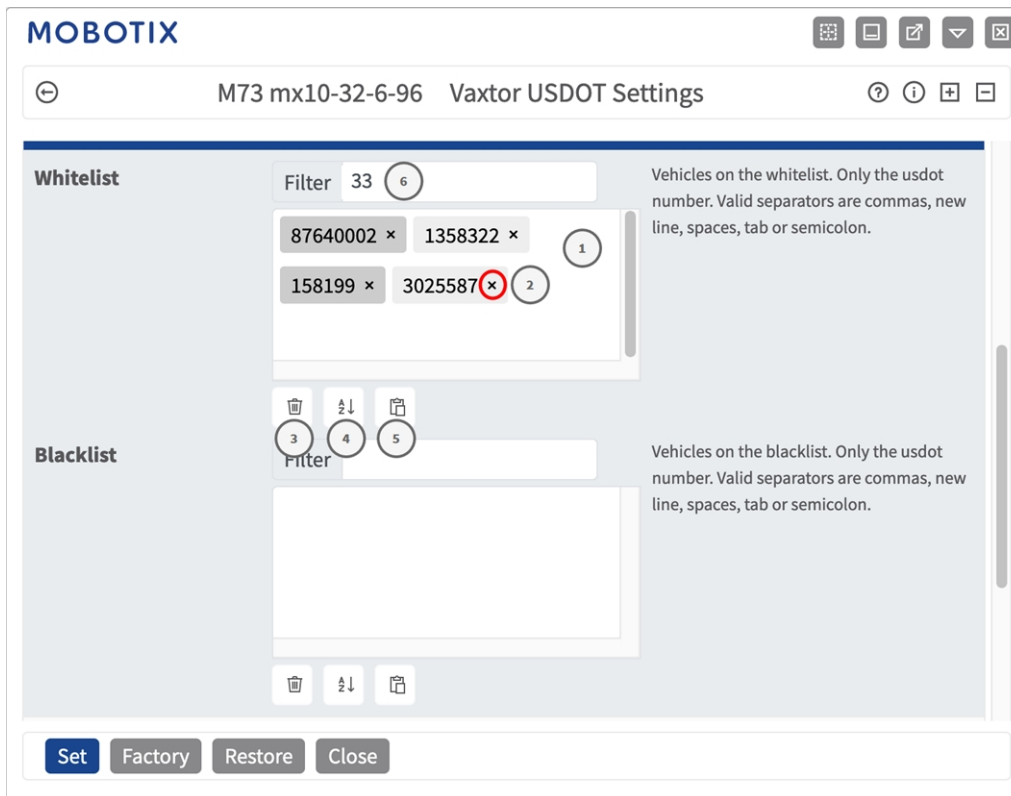 MOBOTIX
M73 mx10-32-6-96 Vaxtor USDOT Settings
Whitelist
Filter 33 6
Vehicles on the whitelist. Only the usdot
number. Valid separators are commas, new
line, spaces, tab or semicolon.
87640002 × 1358322 ×
1
158199 × 3025587 × 2
3 4 5
Blacklist
Filter
Vehicles on the blacklist. Only the usdot
number. Valid separators are commas, new
line, spaces, tab or semicolon.
Set Factory Restore Close